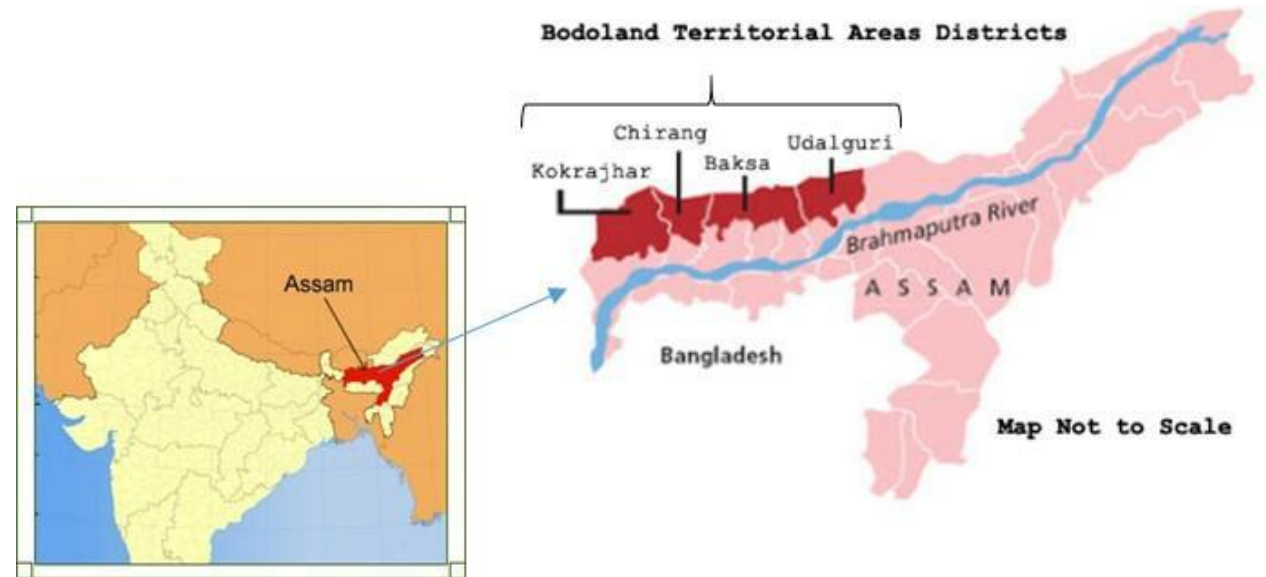 Bodoland Territorial Areas Districts
Chirang
Udalguri
Baksa
Kokrajhar
Brahmaputra River
Assam
A S S A M
Bangladesh
Map Not to Scale